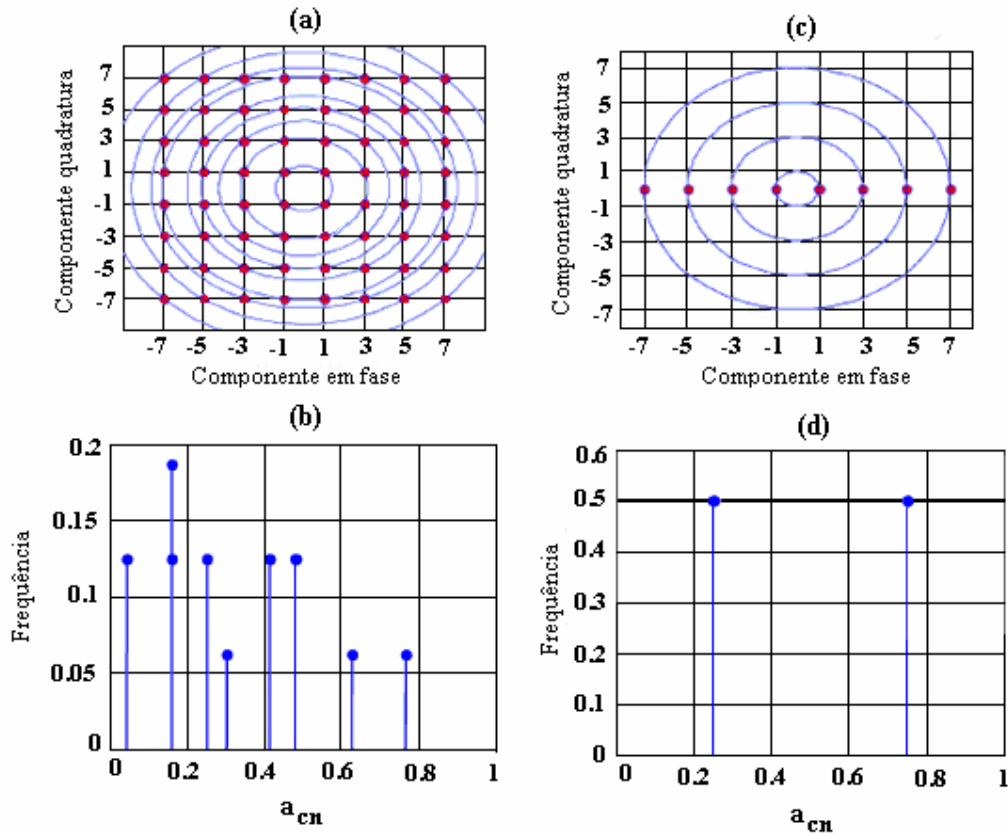 (a)
Componente quadratura
7
5
3
1
-1
-3
-5
-7
-7 -5 -3 -1 1 3 5 7
Componente em fase
(c)
Componente quadratura
7
5
3
1
-1
-3
-5
-7
-7 -5 -3 -1 1 3 5 7
Componente em fase
(b)
Frequência
0.2
0.15
0.1
0.05
0
0 0.2 0.4 0.6 0.8 1
a_cn
(d)
Frequência
0.6
0.5
0.4
0.3
0.2
0.1
0
0 0.2 0.4 0.6 0.8 1
a_cn